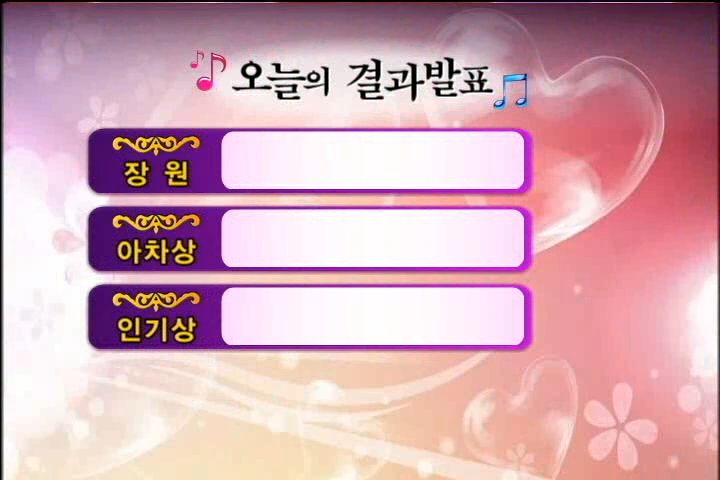 오늘의 결과발표
장 원
아차상
인기상